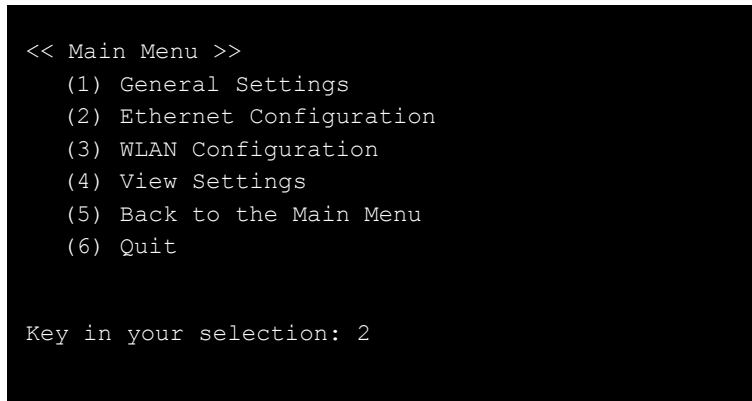 << Main Menu >>
(1) General Settings
(2) Ethernet Configuration
(3) WLAN Configuration
(4) View Settings
(5) Back to the Main Menu
(6) Quit
Key in your selection: 2